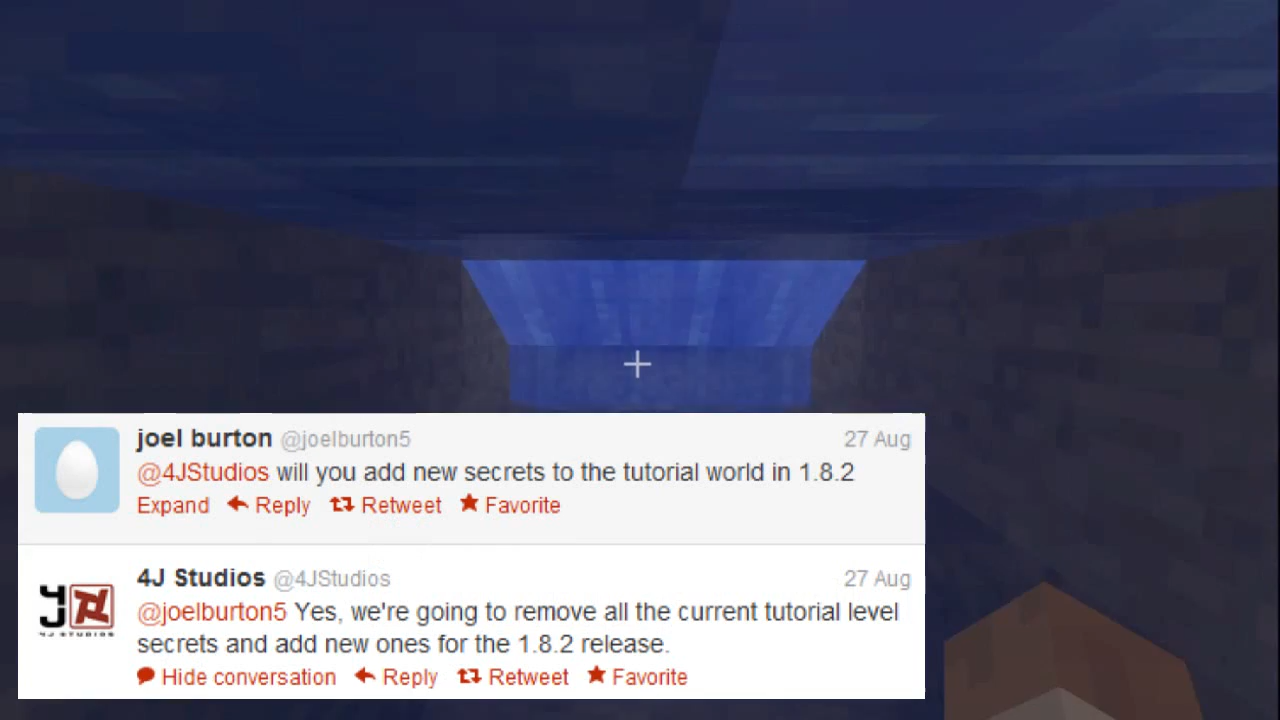 joel burton @joelburton5 27 Aug
@4JStudios will you add new secrets to the tutorial world in 1.8.2
Expand Reply Retweet Favorite
4J Studios @4JStudios 27 Aug
4J STUDIOS
@joelburton5 Yes, we're going to remove all the current tutorial level
secrets and add new ones for the 1.8.2 release.
Hide conversation Reply Retweet Favorite